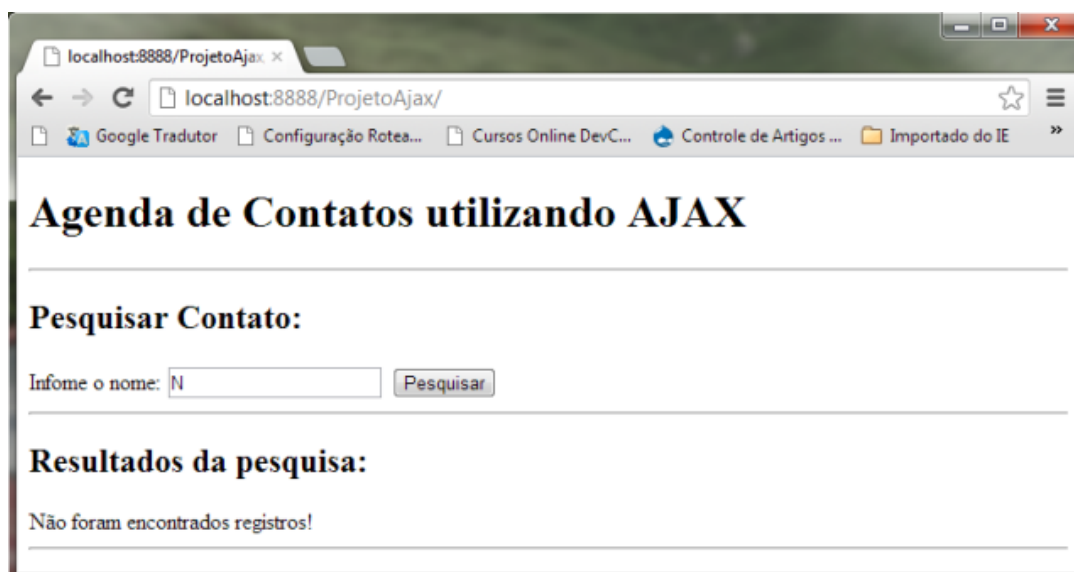 localhost:8888/ProjetoAjax
localhost:8888/ProjetoAjax/
Google Tradutor Configuração Rotea... Cursos Online DevC... Controle de Artigos ... Importado do IE »
Agenda de Contatos utilizando AJAX
Pesquisar Contato:
Infome o nome: N Pesquisar
Resultados da pesquisa:
Não foram encontrados registros!